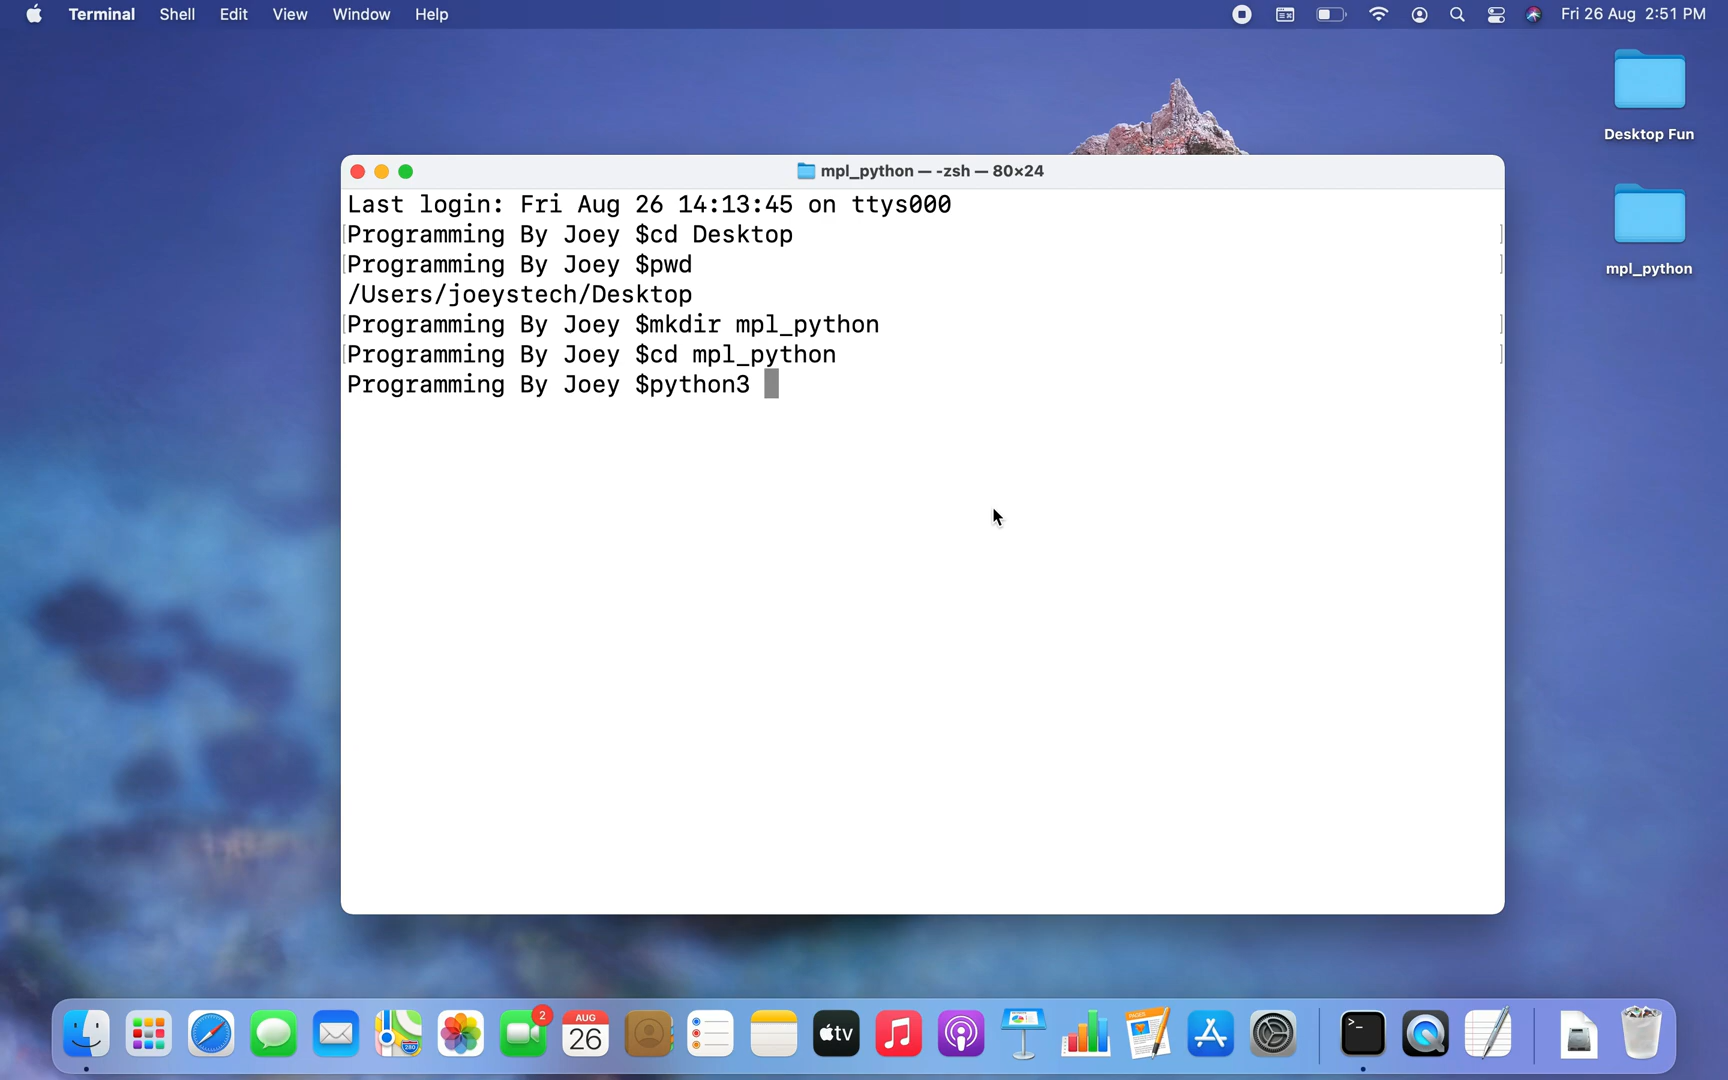 Terminal Shell Edit View Window Help Fri 26 Aug 2:51 PM
Desktop Fun
mpl_python
mpl_python — -zsh — 80×24
Last login: Fri Aug 26 14:13:45 on ttys000
[Programming By Joey $cd Desktop ]
[Programming By Joey $pwd ]
/Users/joeystech/Desktop
[Programming By Joey $mkdir mpl_python ]
[Programming By Joey $cd mpl_python ]
Programming By Joey $python3
2
AUG
26
tv
PAGES
280
>_